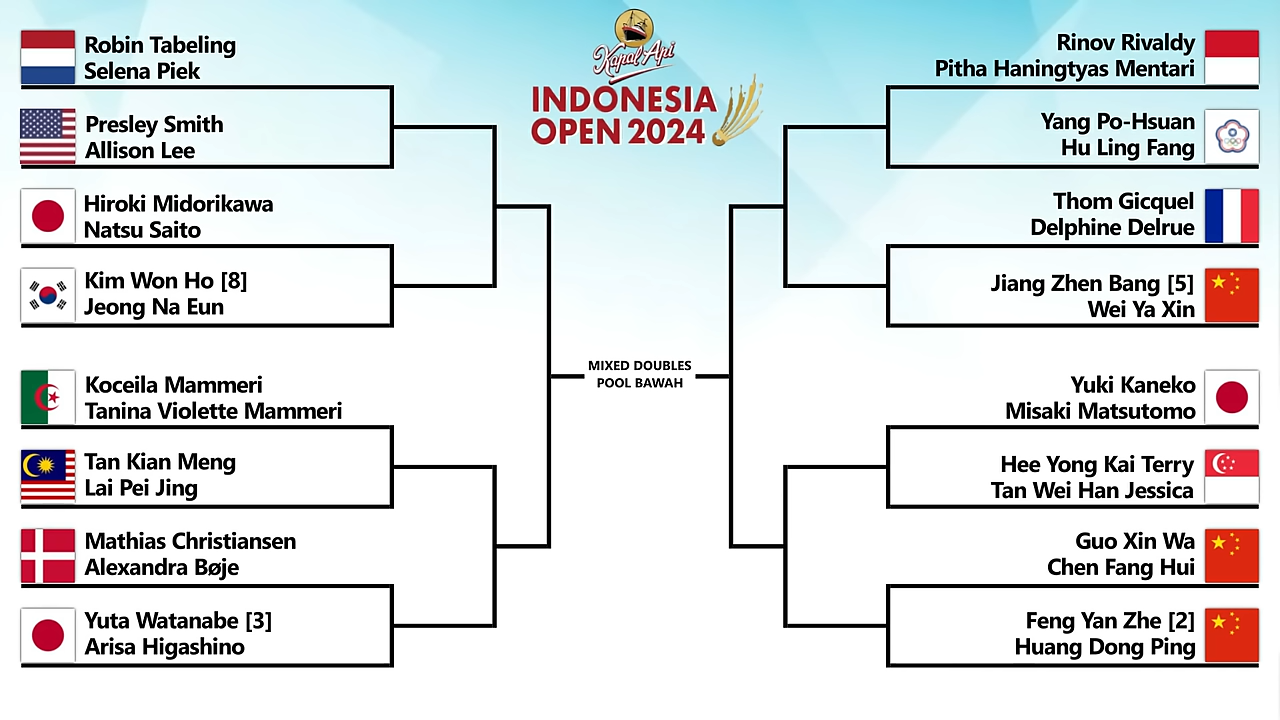 Kapal Api
INDONESIA
OPEN 2024
Robin Tabeling
Selena Piek
Presley Smith
Allison Lee
Hiroki Midorikawa
Natsu Saito
Kim Won Ho [8]
Jeong Na Eun
Koceila Mammeri
Tanina Violette Mammeri
Tan Kian Meng
Lai Pei Jing
Mathias Christiansen
Alexandra Bøje
Yuta Watanabe [3]
Arisa Higashino
MIXED DOUBLES
POOL BAWAH
Rinov Rivaldy
Pitha Haningtyas Mentari
Yang Po-Hsuan
Hu Ling Fang
Thom Gicquel
Delphine Delrue
Jiang Zhen Bang [5]
Wei Ya Xin
Yuki Kaneko
Misaki Matsutomo
Hee Yong Kai Terry
Tan Wei Han Jessica
Guo Xin Wa
Chen Fang Hui
Feng Yan Zhe [2]
Huang Dong Ping